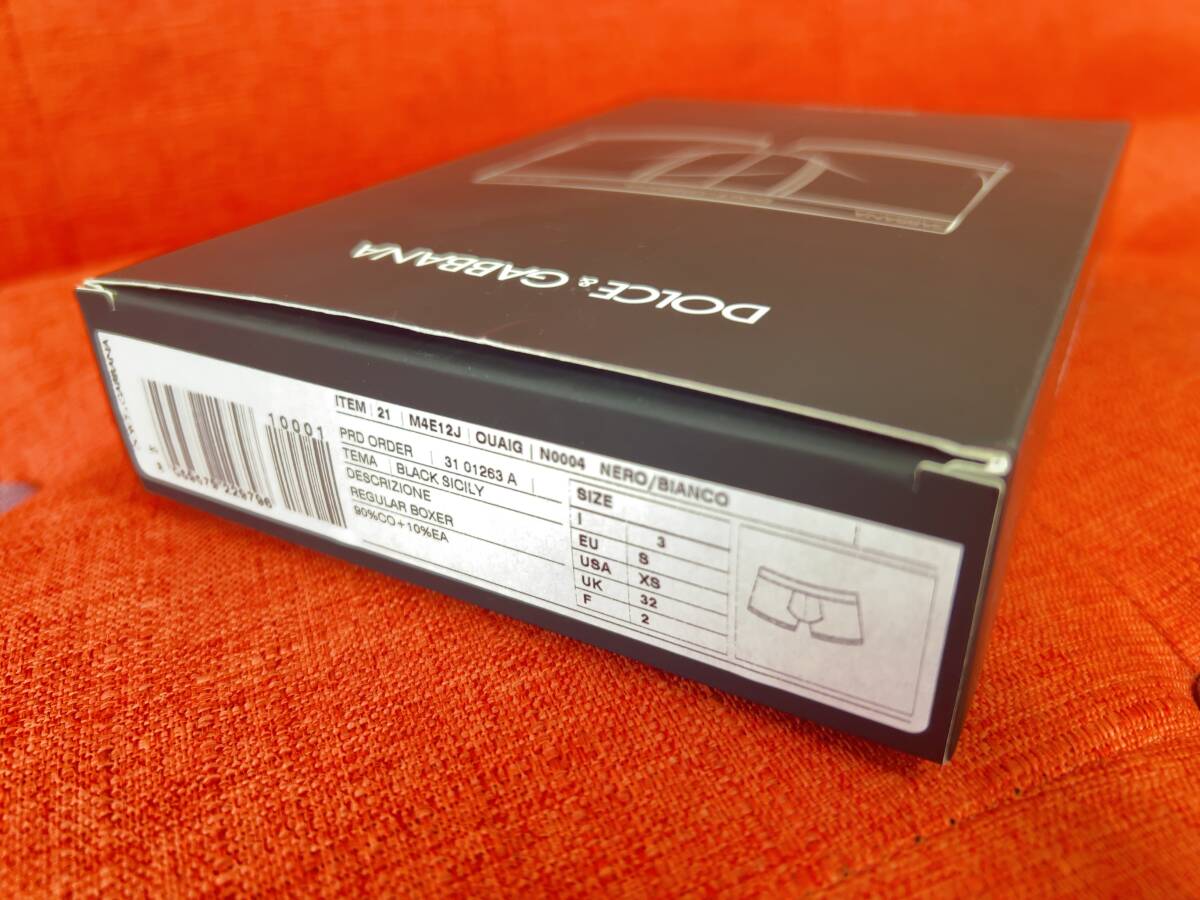 DOLCE & GABBANA
10001
ITEM 21 M4E12J OUAIG N0004 NERO/BIANCO
PRD ORDER 31 01263 A
TEMA BLACK SICILY
DESCRIZIONE
REGULAR BOXER
90%CO+10%EA
SIZE
I 3
EU S
USA XS
UK 32
F 2